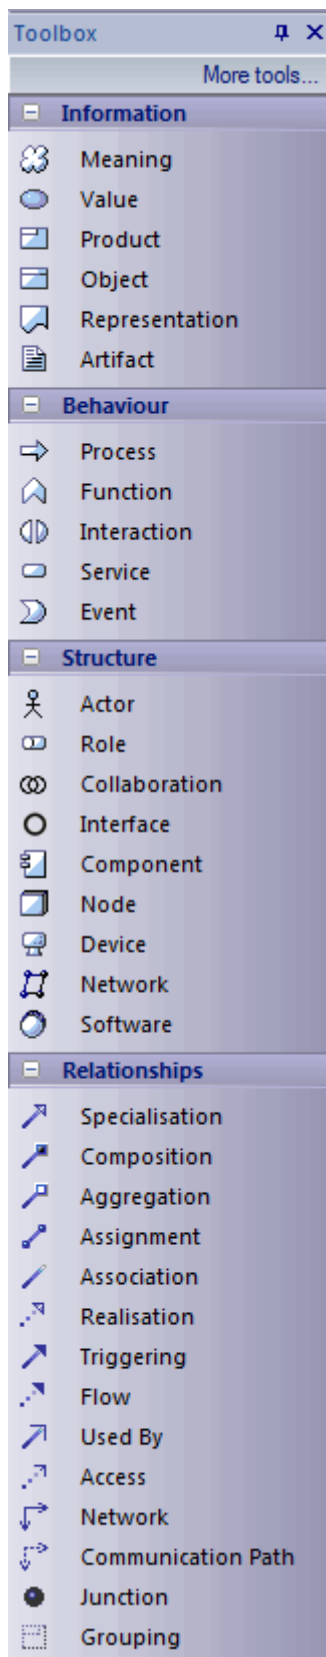 Toolbox
More tools...
Information
Meaning
Value
Product
Object
Representation
Artifact
Behaviour
Process
Function
Interaction
Service
Event
Structure
Actor
Role
Collaboration
Interface
Component
Node
Device
Network
Software
Relationships
Specialisation
Composition
Aggregation
Assignment
Association
Realisation
Triggering
Flow
Used By
Access
Network
Communication Path
Junction
Grouping